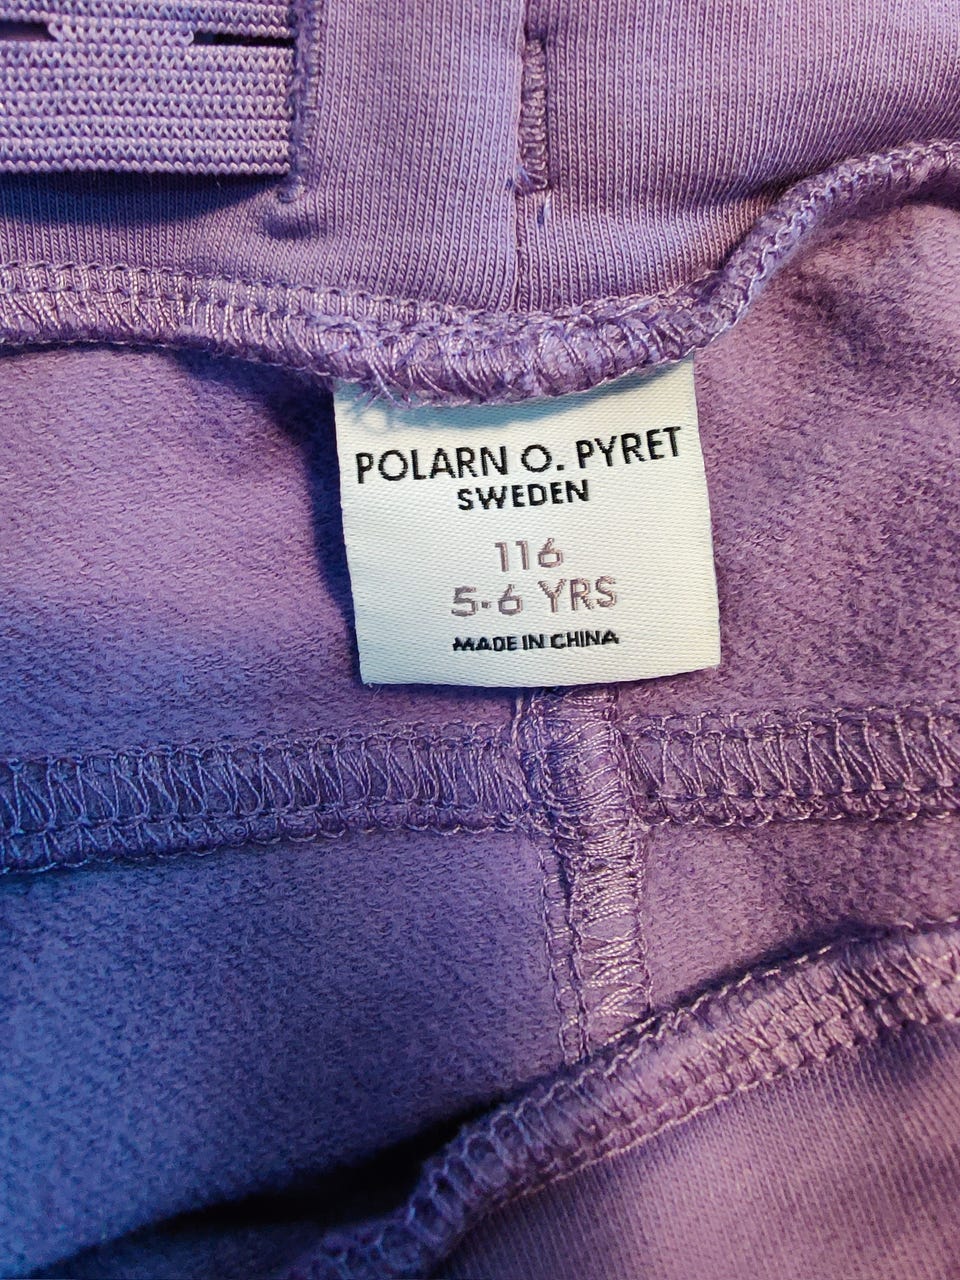 POLARN O. PYRET
SWEDEN
116
5-6 YRS
MADE IN CHINA